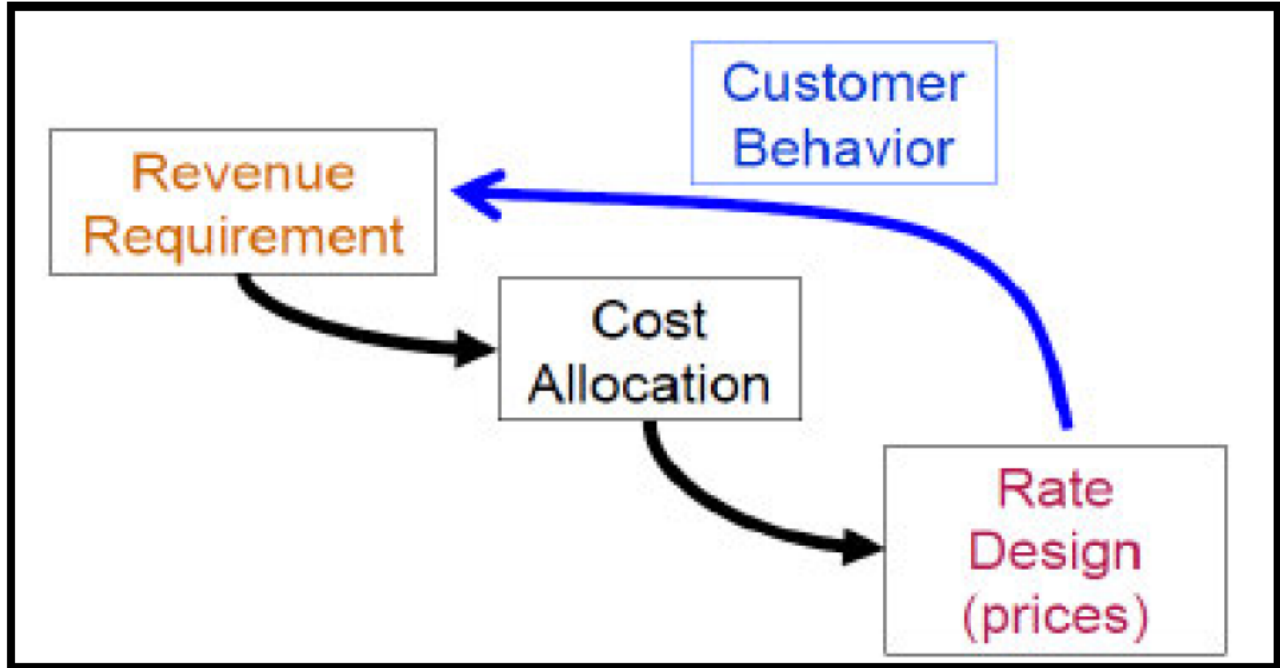 Customer
Behavior
Revenue
Requirement
Cost
Allocation
Rate
Design
(prices)